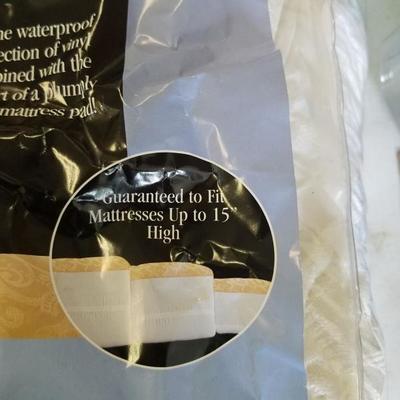 ne waterproof
ection of vinyl
bined with the
rt of a plumply
mattress pad!
Guaranteed to Fit
Mattresses Up to 15"
High